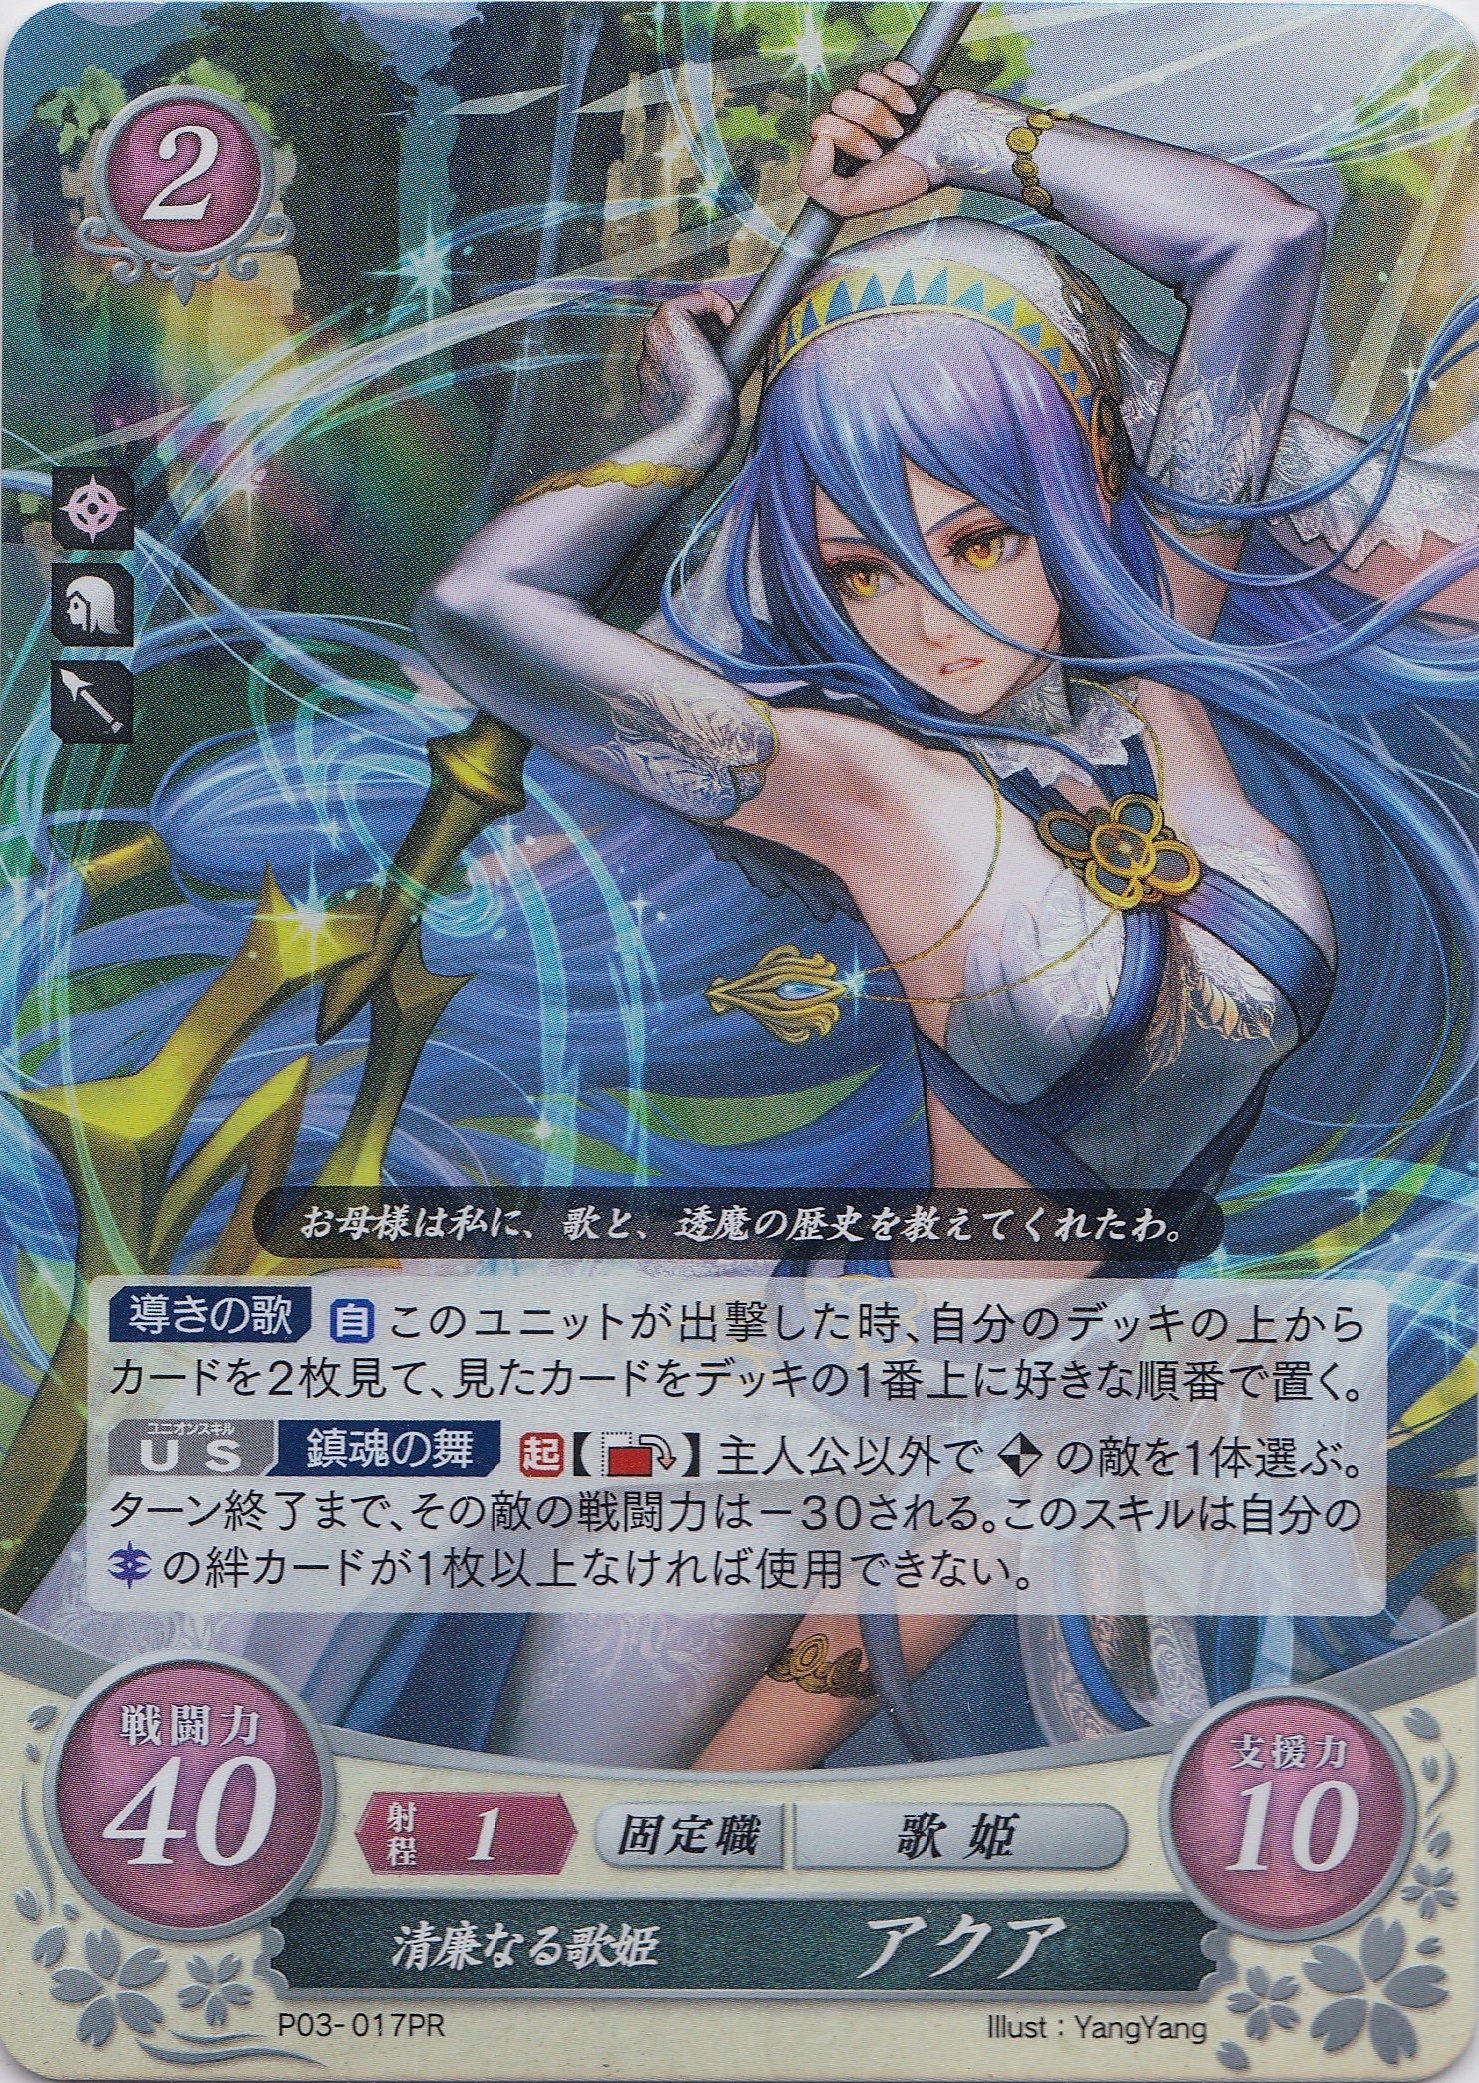 2
お母様は私に、歌と、透魔の歴史を教えてくれたわ。
導きの歌 自 このユニットが出撃した時、自分のデッキの上から
カードを2枚見て、見たカードをデッキの1番上に好きな順番で置く。
ユニオンスキル
US 鎮魂の舞 起【 】主人公以外で の敵を1体選ぶ。
ターン終了まで、その敵の戦闘力は－30される。このスキルは自分の
の絆カードが1枚以上なければ使用できない。
戦闘力
40
射程 1
固定職 歌姫
支援力
10
清廉なる歌姫 アクア
P03-017PR
Illust：YangYang